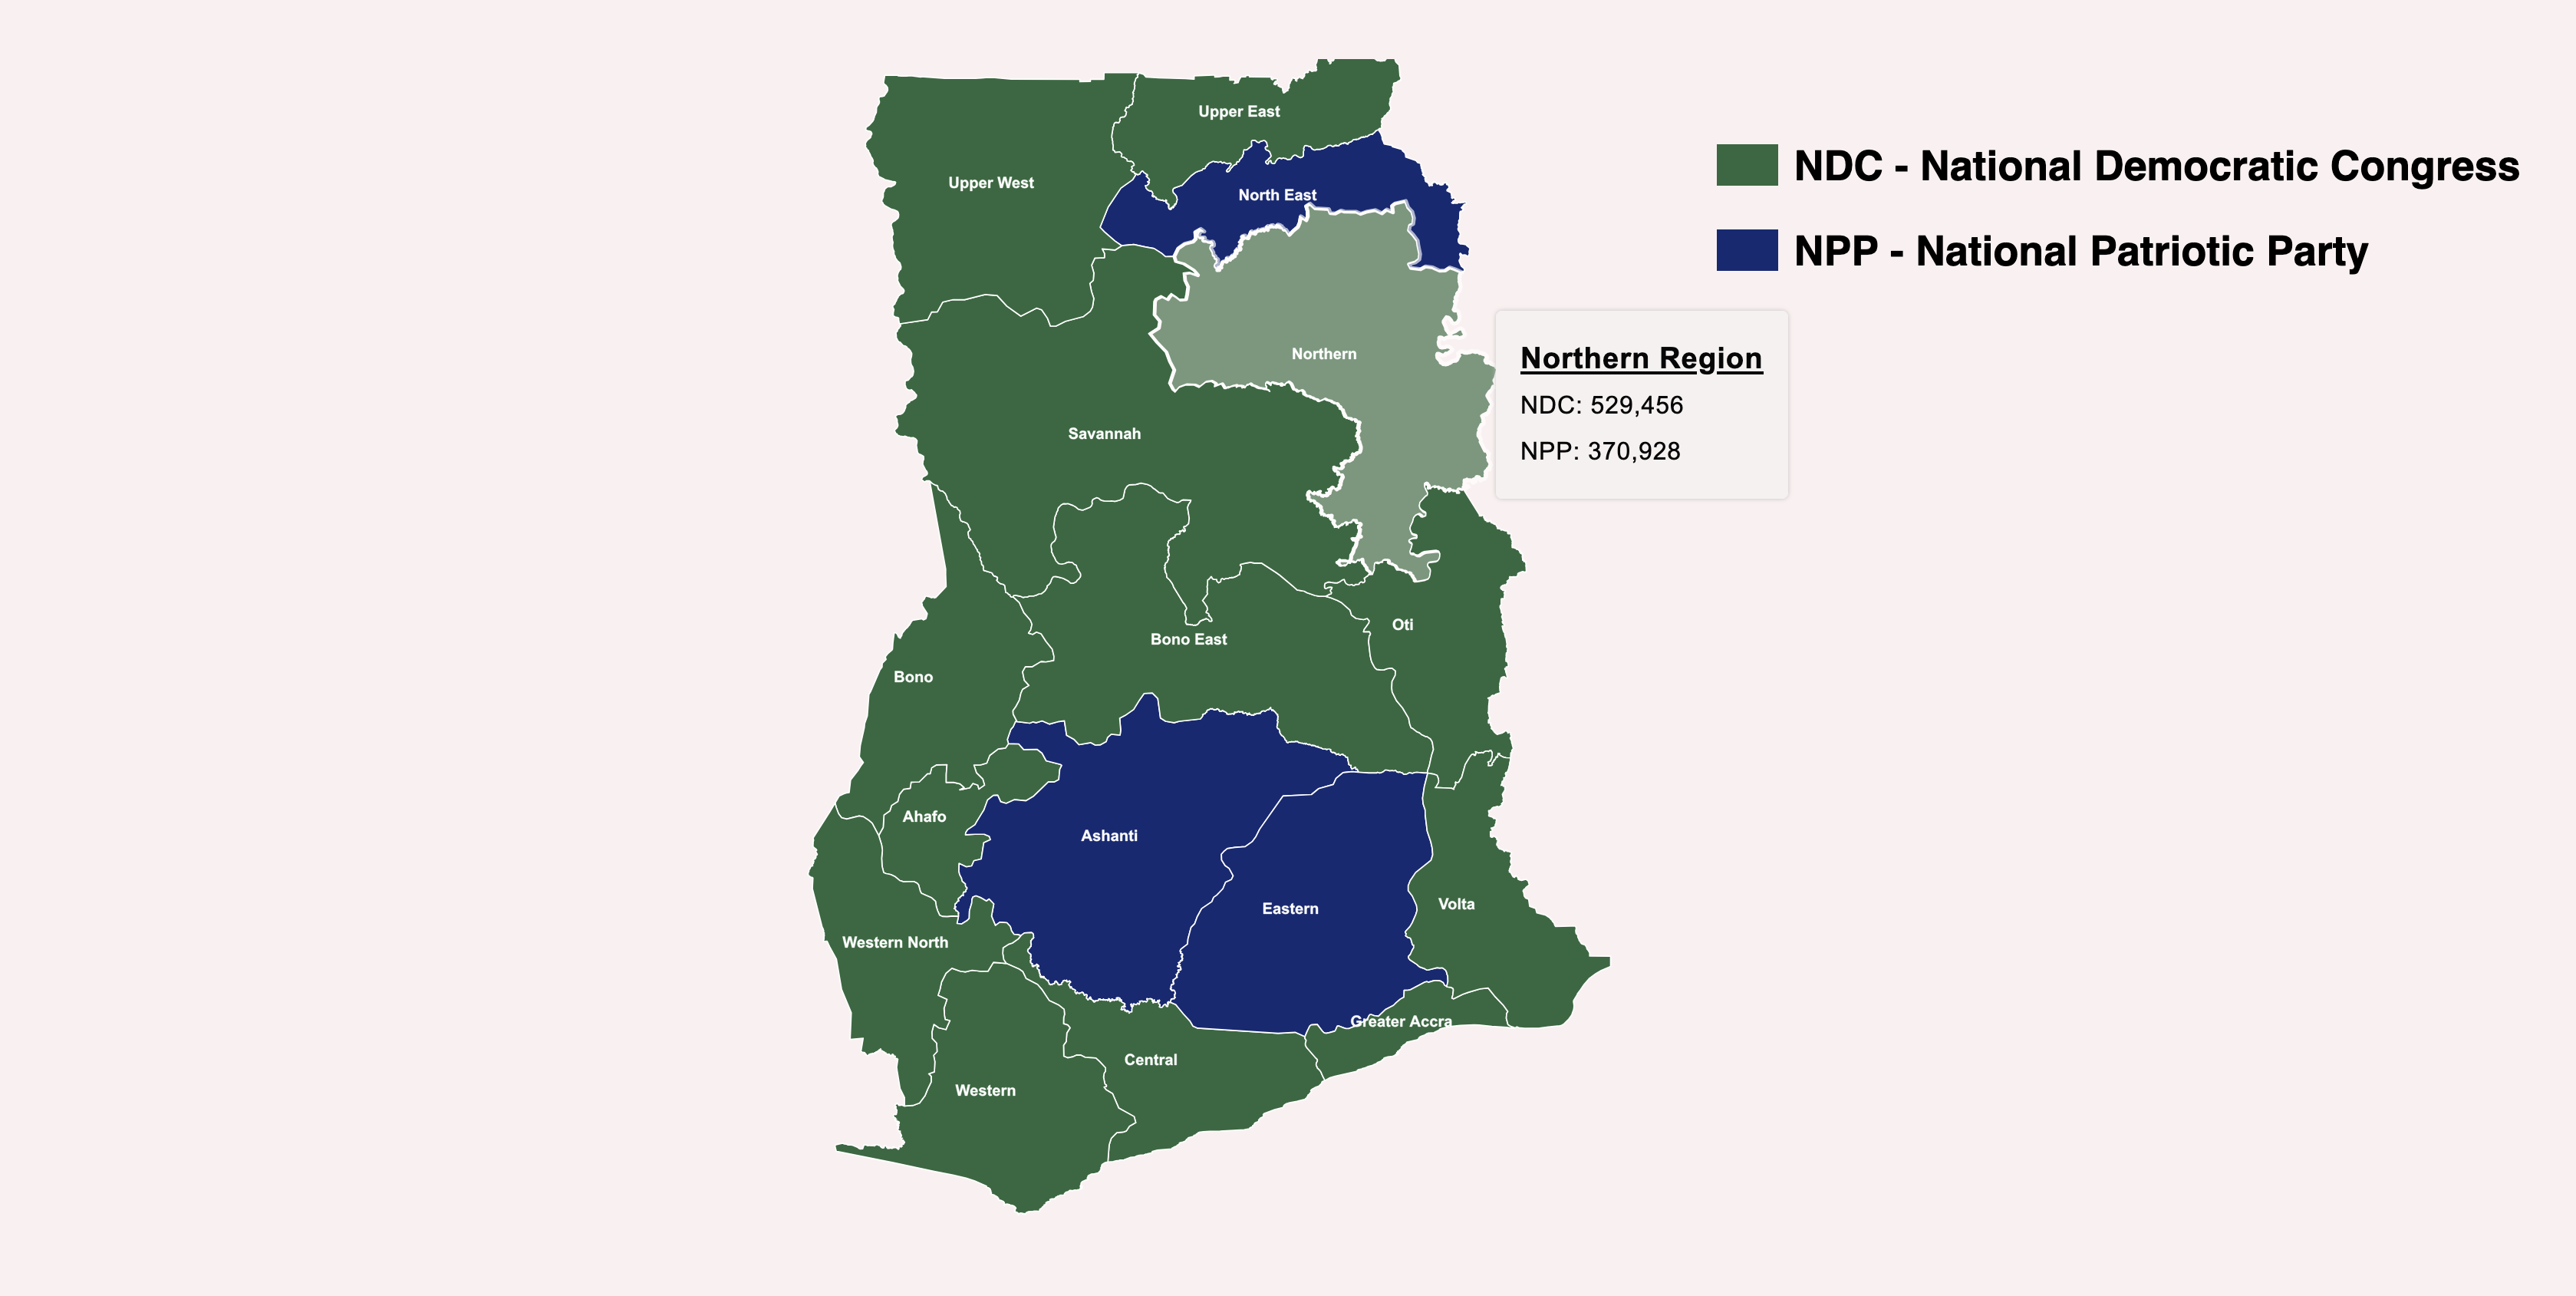 Upper East
NDC - National Democratic Congress
Upper West
North East
NPP - National Patriotic Party
Northern
Northern Region
NDC: 529,456
NPP: 370,928
Savannah
Oti
Bono East
Bono
Ahafo
Ashanti
Volta
Eastern
Western North
Greater Accra
Central
Western